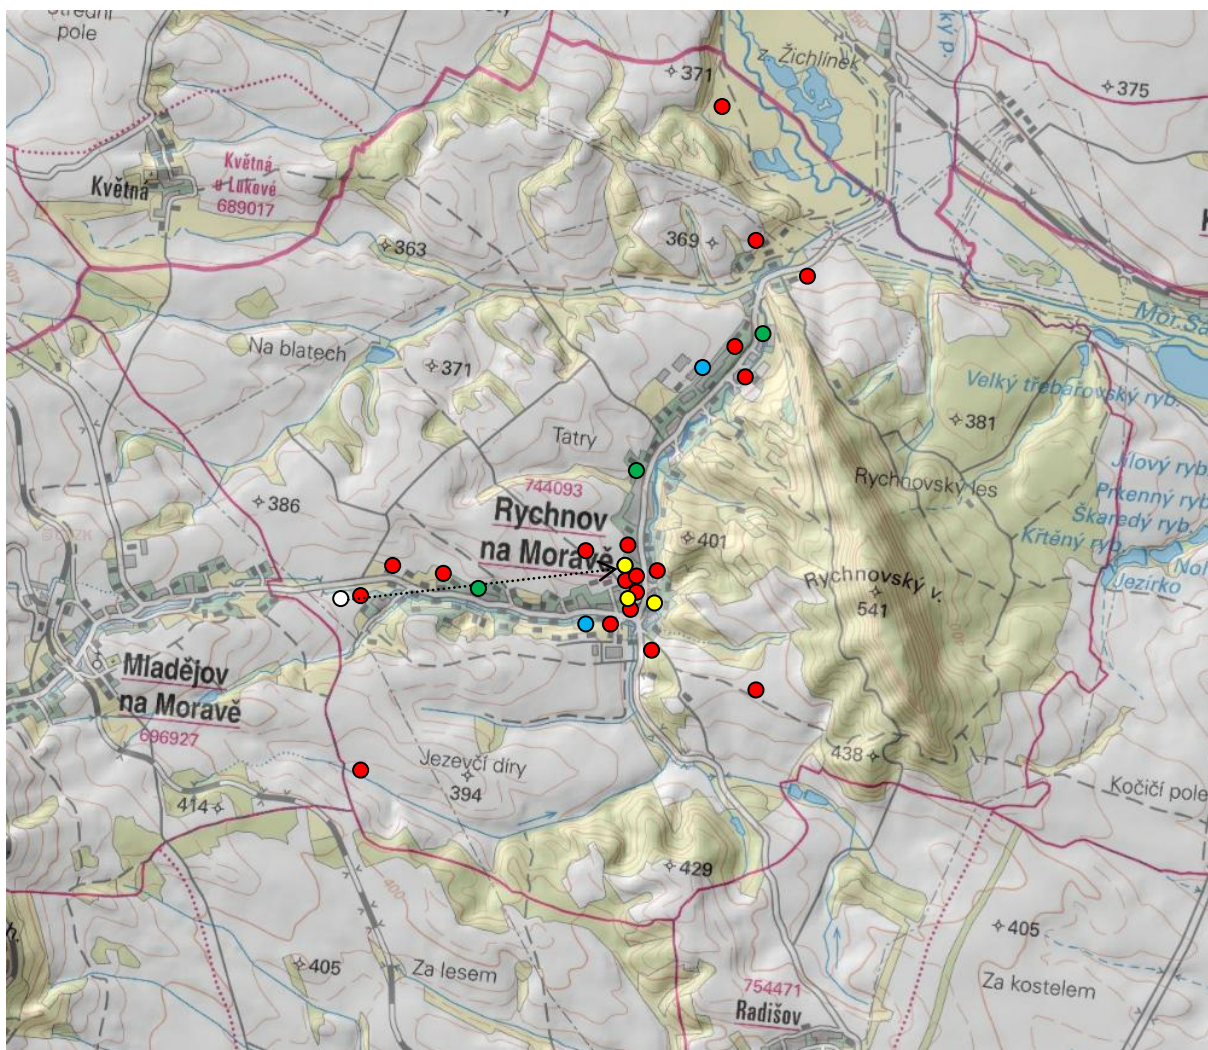 Střední
pole
371
z. Žichlínek
375
Květná
u Lukové
689017
Květná
363
369
Mor.Sá
Na blatech
371
Velký třebařovský ryb.
381
Tatry
Jílový ryb.
744093
Rychnovský les
Prkenný ryb.
386
Rychnov
na Moravě
Škaredý ryb.
401
Křtěný ryb.
Jezírko
Rychnovský v.
541
Mladějov
na Moravě
696927
438
Jezevčí díry
394
Kočičí pole
414
429
400
405
405
Za lesem
754471
Za kostelem
Radišov